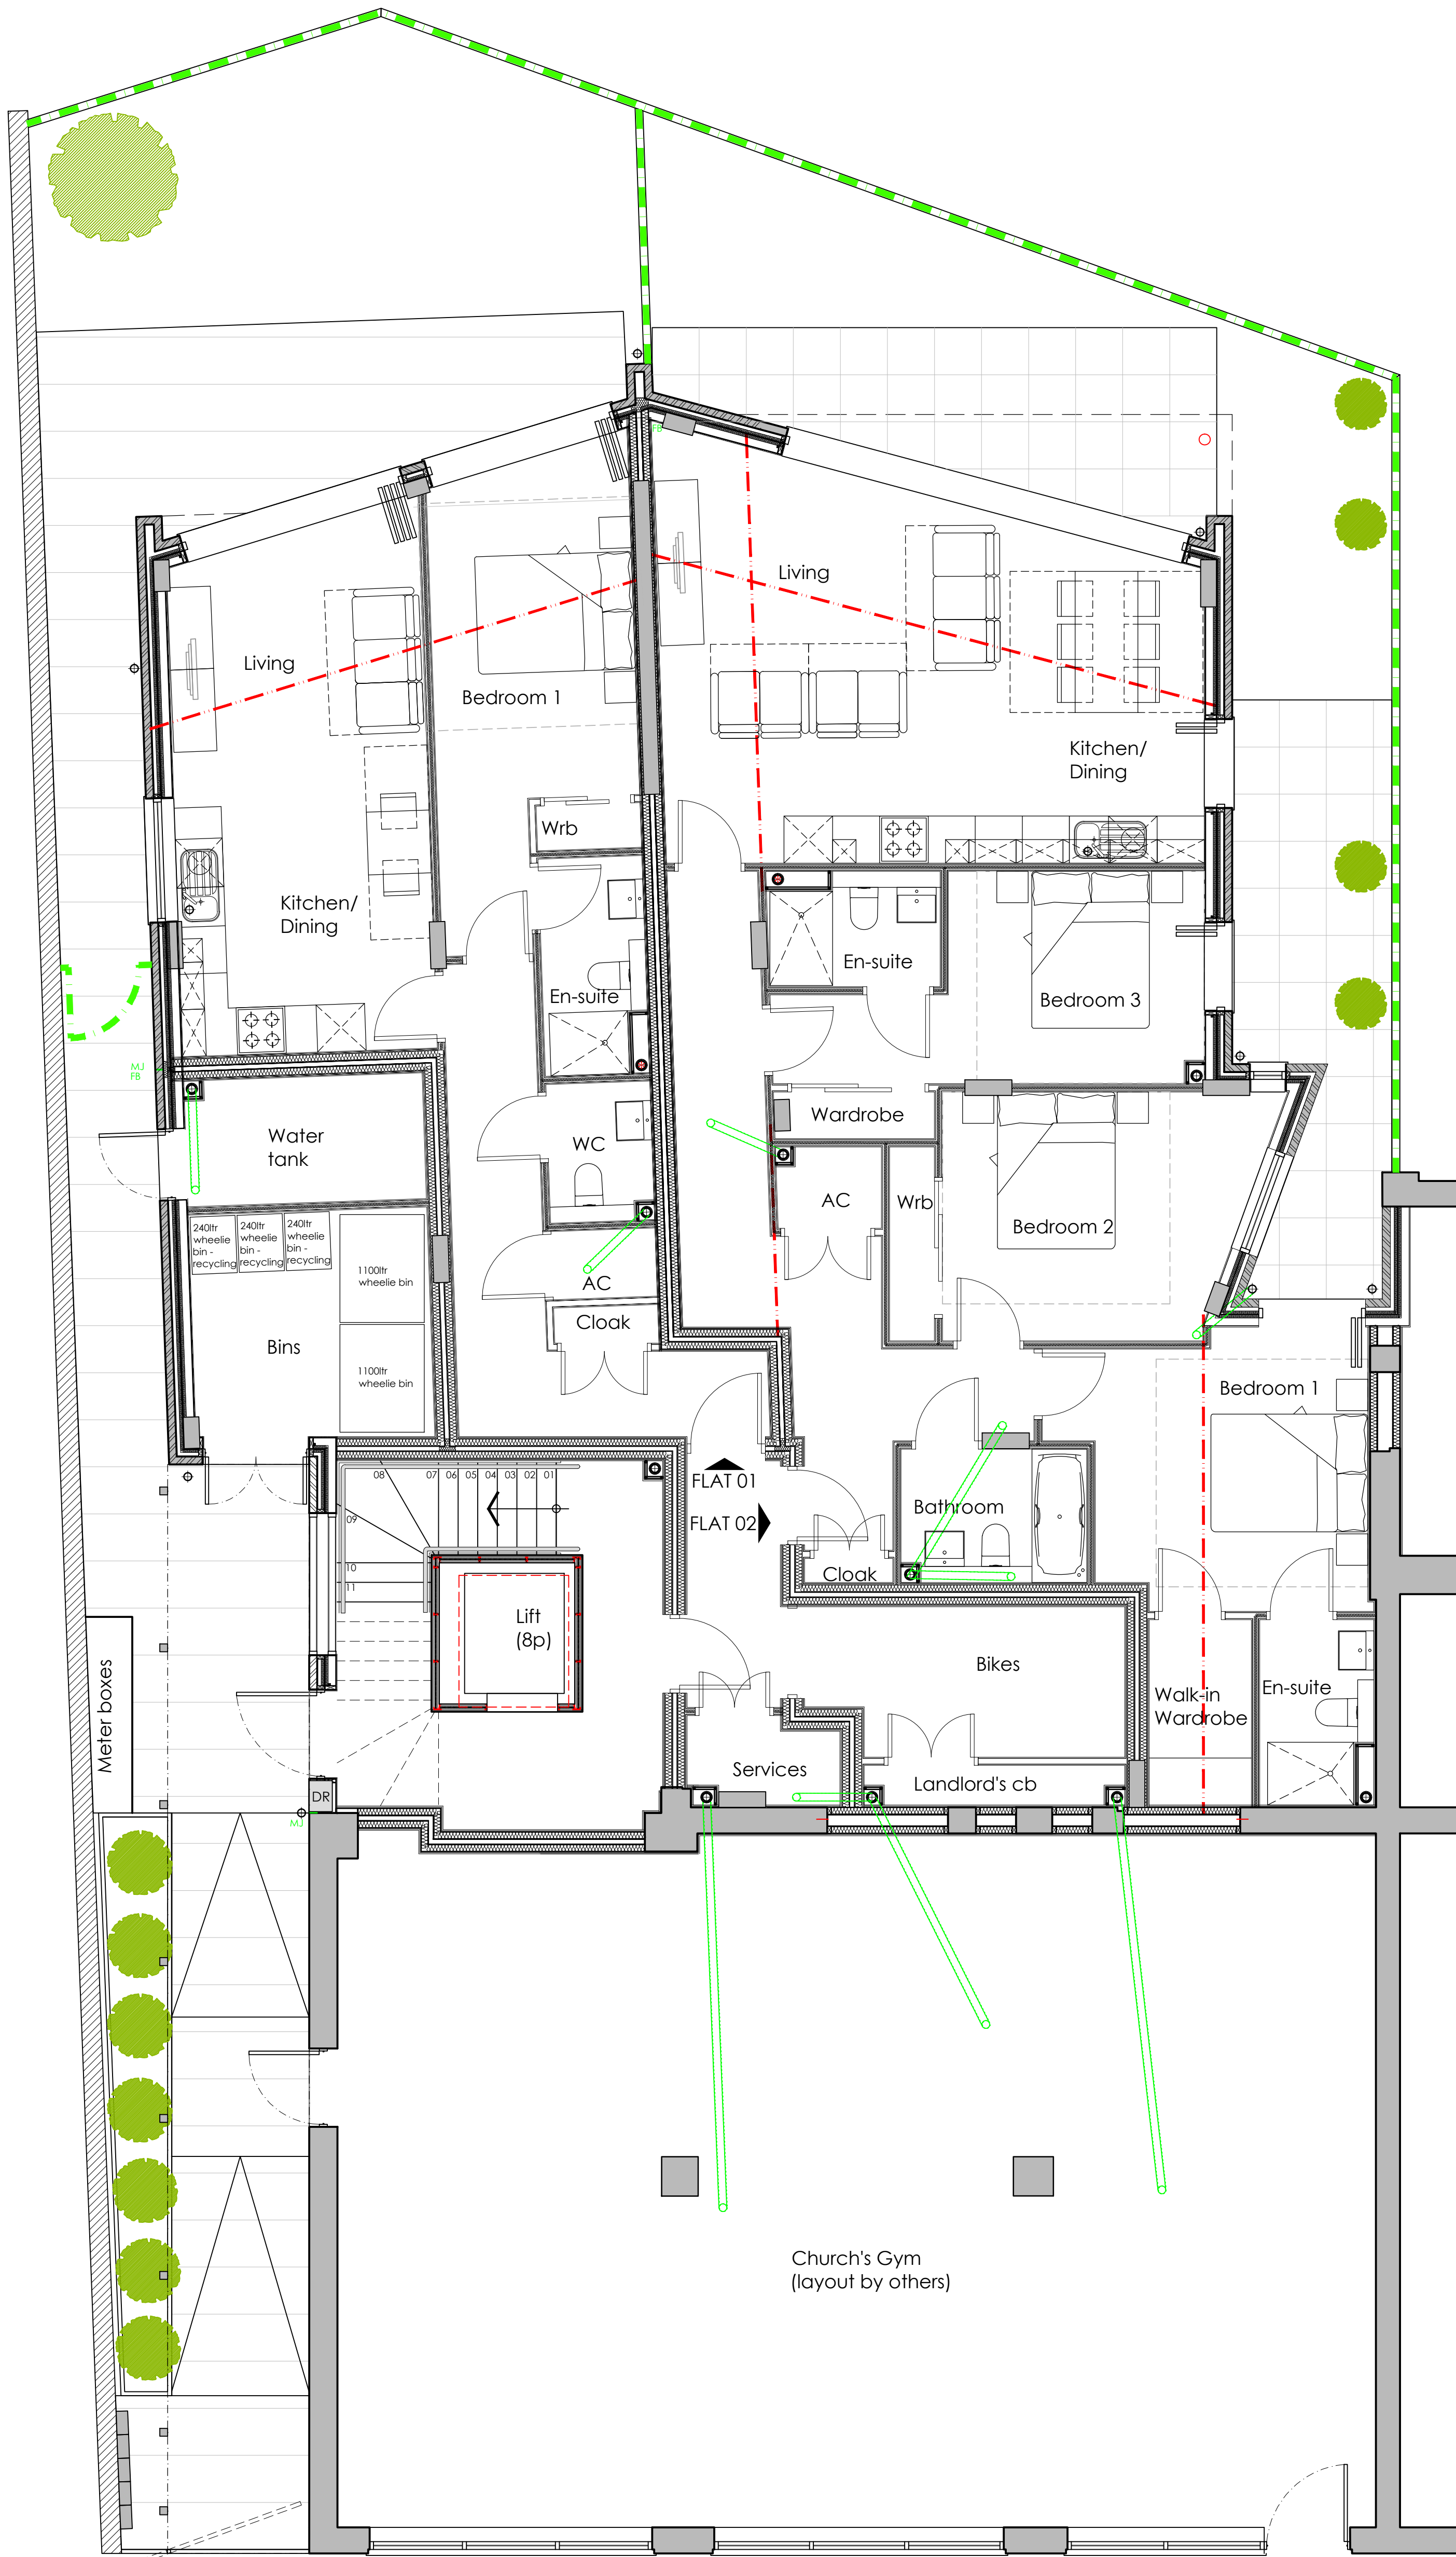 FB
Living
Living
Bedroom 1
Kitchen/
Dining
Wrb
Kitchen/
Dining
En-suite
En-suite
Bedroom 3
MJ
FB
Water
tank
WC
Wardrobe
AC
Wrb
Bedroom 2
240ltr
wheelie
bin -
recycling
240ltr
wheelie
bin -
recycling
240ltr
wheelie
bin -
recycling
1100ltr
wheelie bin
AC
Cloak
Bins
1100ltr
wheelie bin
Bedroom 1
08
07
06
05
04
03
02
01
09
10
11
FLAT 01
FLAT 02
Bathroom
Cloak
Lift
(8p)
Bikes
Meter boxes
Walk-in
Wardrobe
En-suite
Services
Landlord's cb
DR
MJ
Church's Gym
(layout by others)